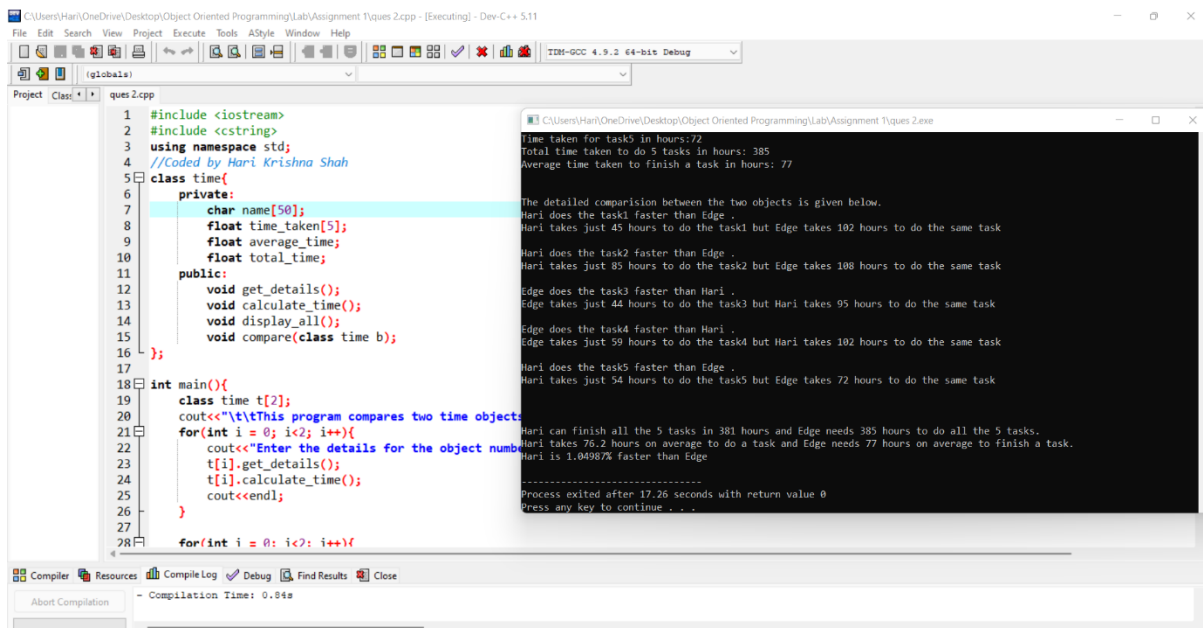 C:\Users\Hari\OneDrive\Desktop\Object Oriented Programming\Lab\Assignment 1\ques 2.cpp - [Executing] - Dev-C++ 5.11
File Edit Search View Project Execute Tools AStyle Window Help
TDM-GCC 4.9.2 64-bit Debug
(globals)
Project Clas
ques 2.cpp
1 #include <iostream>
2 #include <cstring>
3 using namespace std;
4 //Coded by Hari Krishna Shah
5 class time{
6 private:
7 char name[50];
8 float time_taken[5];
9 float average_time;
10 float total_time;
11 public:
12 void get_details();
13 void calculate_time();
14 void display_all();
15 void compare(class time b);
16 };
17
18 int main(){
19 class time t[2];
20 cout<<"\t\tThis program compares two time objects
21 for(int i = 0; i<2; i++){
22 cout<<"Enter the details for the object numb
23 t[i].get_details();
24 t[i].calculate_time();
25 cout<<endl;
26 }
27
28 for(int i = 0; i<2; i++){
C:\Users\Hari\OneDrive\Desktop\Object Oriented Programming\Lab\Assignment 1\ques 2.exe
Time taken for task5 in hours:72
Total time taken to do 5 tasks in hours: 385
Average time taken to finish a task in hours: 77
The detailed comparision between the two objects is given below.
Hari does the task1 faster than Edge .
Hari takes just 45 hours to do the task1 but Edge takes 102 hours to do the same task
Hari does the task2 faster than Edge .
Hari takes just 85 hours to do the task2 but Edge takes 108 hours to do the same task
Edge does the task3 faster than Hari .
Edge takes just 44 hours to do the task3 but Hari takes 95 hours to do the same task
Edge does the task4 faster than Hari .
Edge takes just 59 hours to do the task4 but Hari takes 102 hours to do the same task
Hari does the task5 faster than Edge .
Hari takes just 54 hours to do the task5 but Edge takes 72 hours to do the same task
Hari can finish all the 5 tasks in 381 hours and Edge needs 385 hours to do all the 5 tasks.
Hari takes 76.2 hours on average to do a task and Edge needs 77 hours on average to finish a task.
Hari is 1.04987% faster than Edge
--------------------------------
Process exited after 17.26 seconds with return value 0
Press any key to continue . . .
Compiler Resources Compile Log Debug Find Results Close
Abort Compilation
- Compilation Time: 0.84s